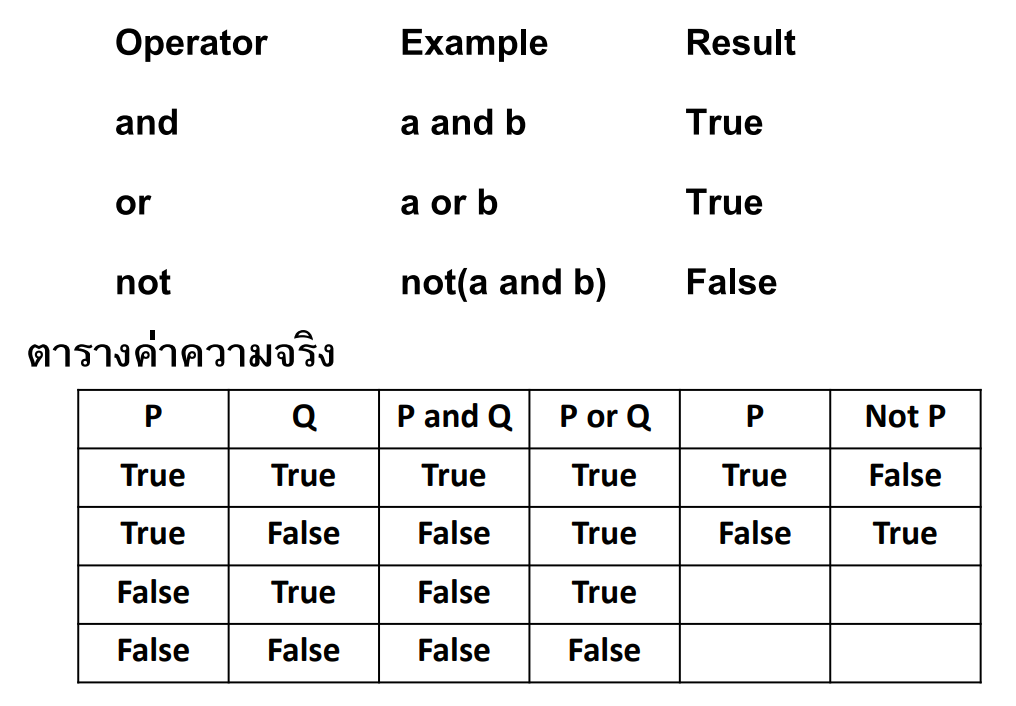 Operator Example Result
and a and b True
or a or b True
not not(a and b) False
ตารางค่าความจริง
P Q P and Q P or Q P Not P
True True True True True False
True False False True False True
False True False True
False False False False